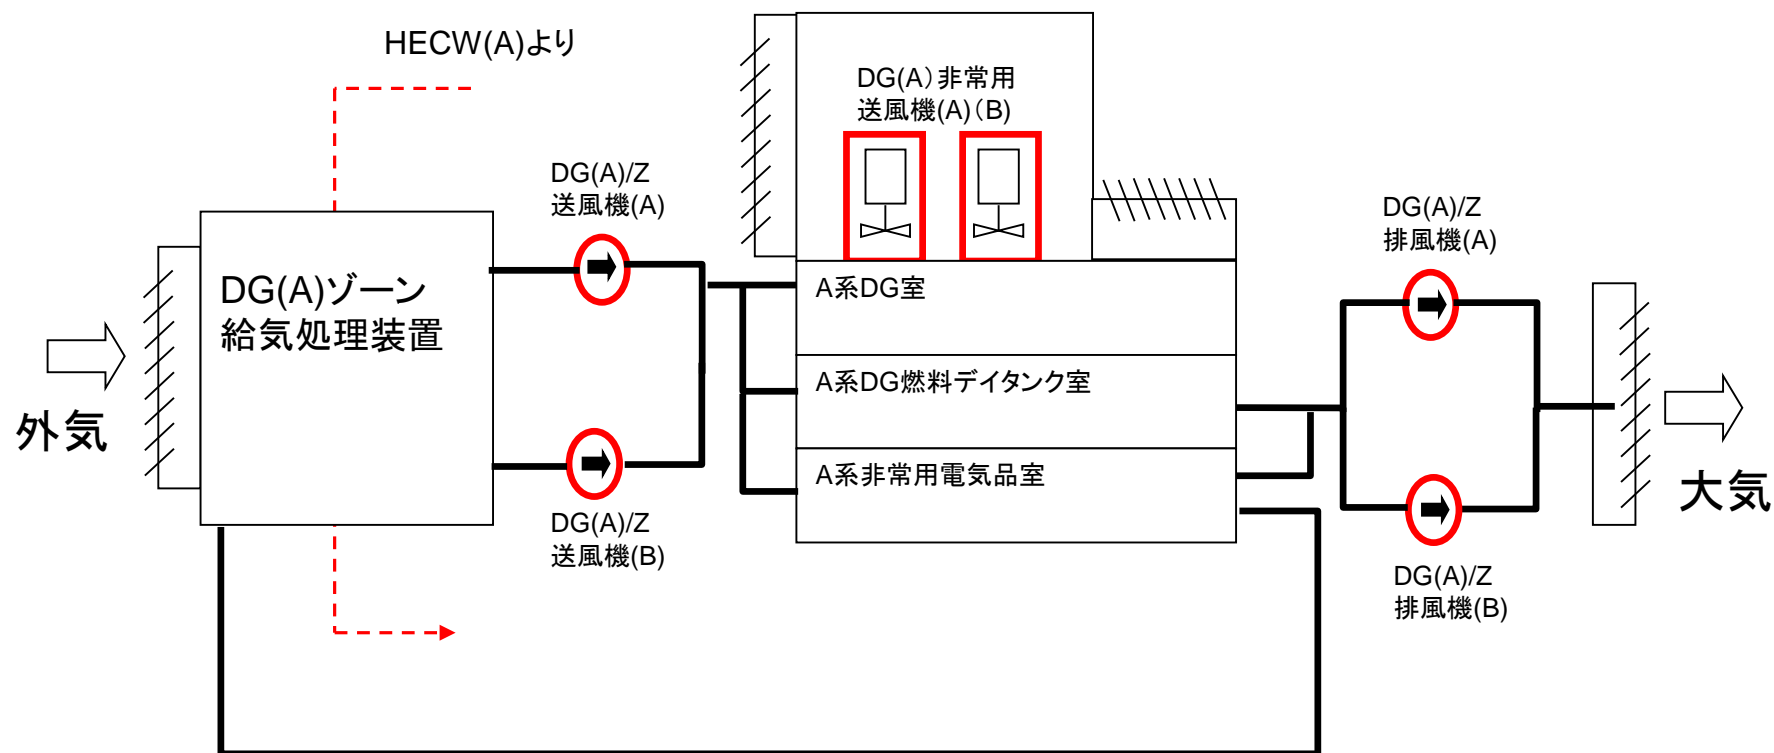 HECW(A)より
DG(A)非常用
送風機(A)(B)
DG(A)/Z
送風機(A)
DG(A)/Z
排風機(A)
DG(A)ゾーン
給気処理装置
A系DG室
A系DG燃料デイタンク室
A系非常用電気品室
外気
大気
DG(A)/Z
送風機(B)
DG(A)/Z
排風機(B)